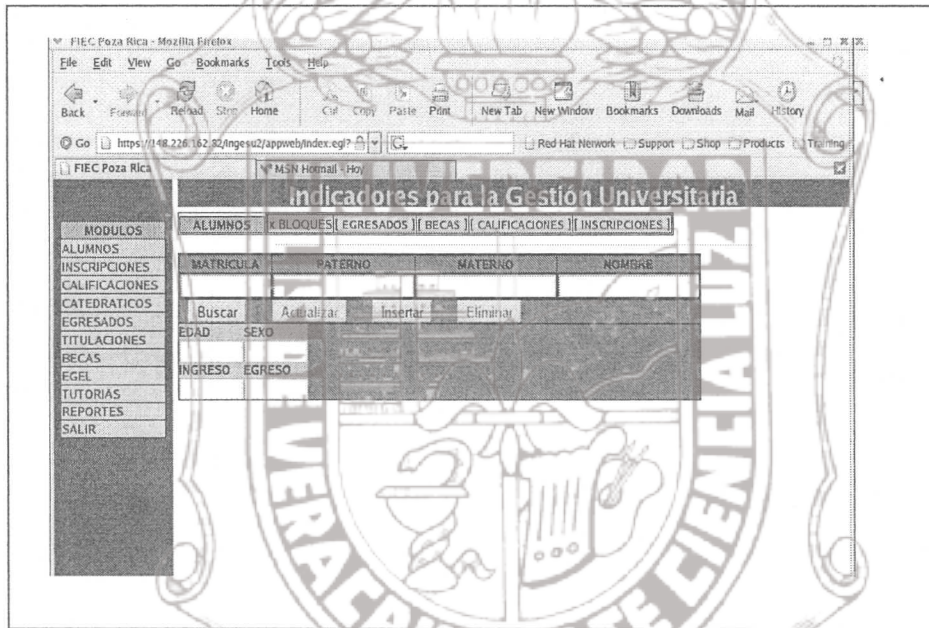 FIEC Poza Rica - Mozilla Firefox
File Edit View Go Bookmarks Tools Help
Back Forward Reload Stop Home Cut Copy Paste Print New Tab New Window Bookmarks Downloads Mail History
Go https://148.226.162.82/ingesu2/appweb/index.egl? G
Red Hat Nerwork Support Shop Products Training
FIEC Poza Rica MSN Hotmail - Hoy
Indicadores para la Gestión Universitaria
ALUMNOS x BLOQUES [ EGRESADOS ][ BECAS ][ CALIFICACIONES ][ INSCRIPCIONES ]
MODULOS
ALUMNOS
INSCRIPCIONES
CALIFICACIONES
CATEDRATICOS
EGRESADOS
TITULACIONES
BECAS
EGEL
TUTORIAS
REPORTES
SALIR
MATRICULA PATERNO MATERNO NOMBRE
Buscar Actualizar Insertar Eliminar
EDAD SEXO
INGRESO EGRESO